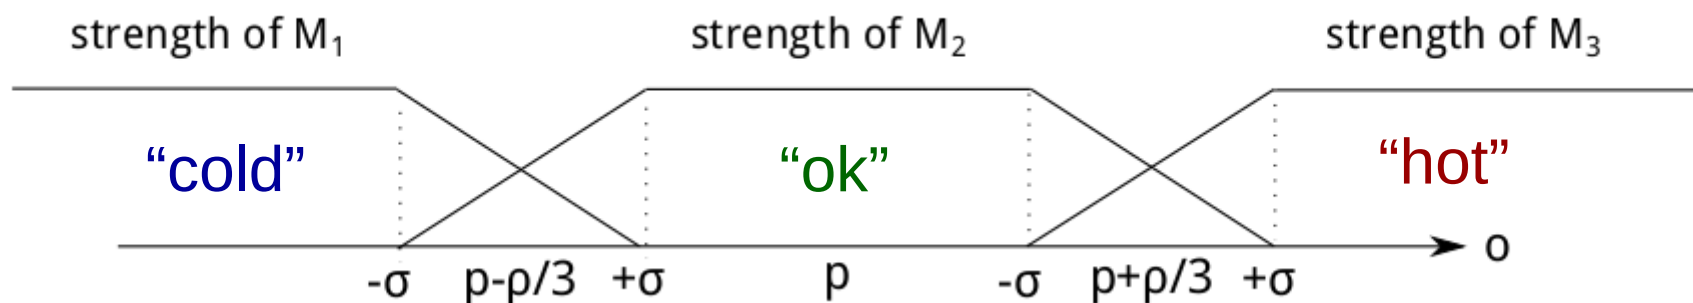 strength of M₁ strength of M₂ strength of M₃
“cold” “ok” “hot”
o
-σ p-ρ/3 +σ p -σ p+ρ/3 +σ